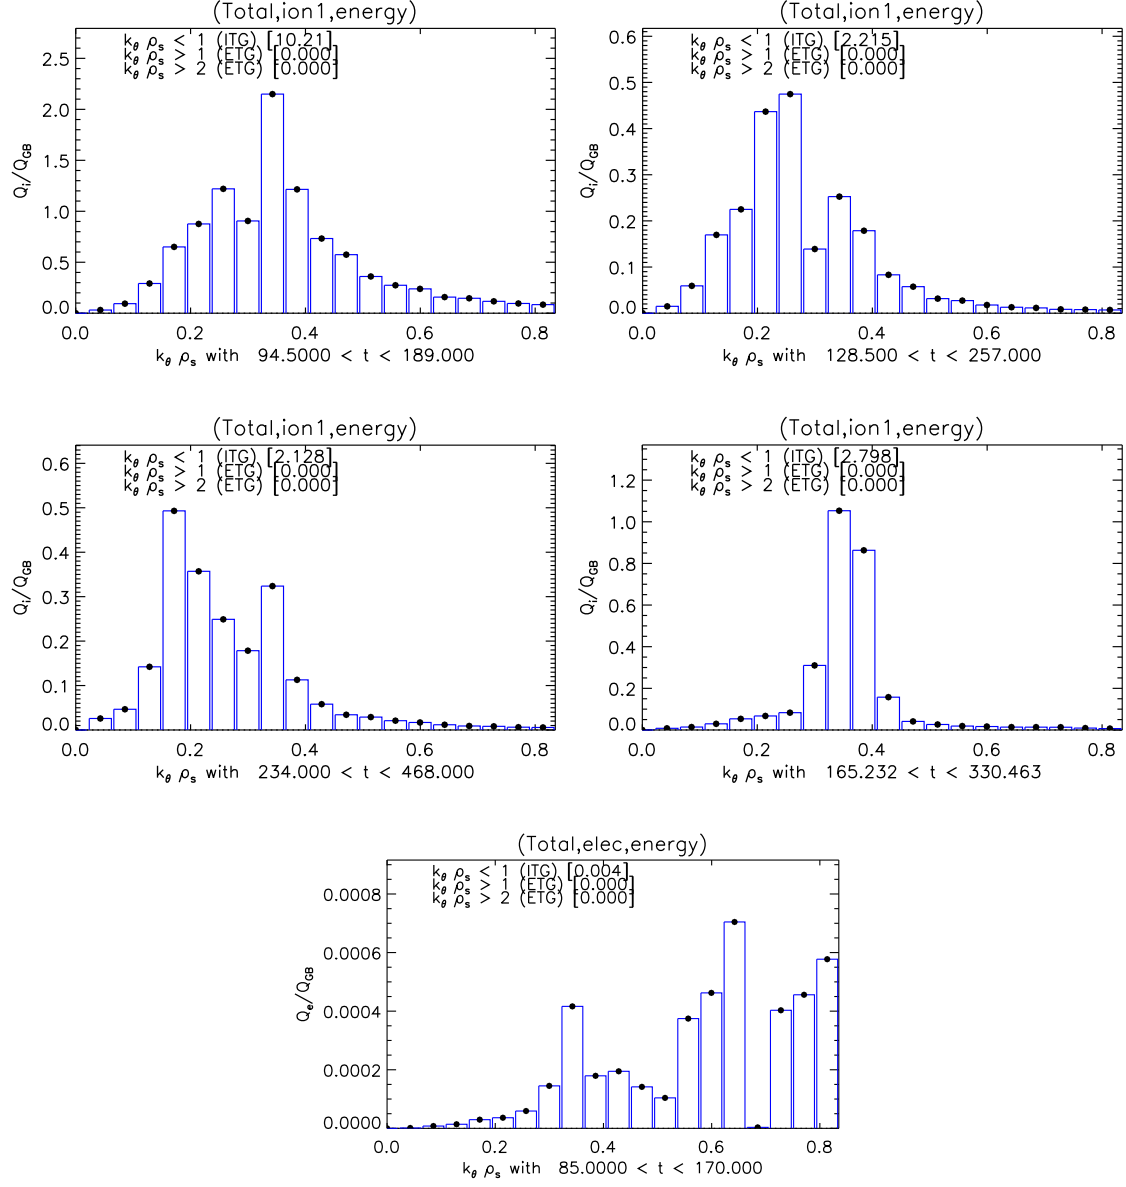 (Total,ion1,energy)
kθ ρs < 1 (ITG) [10.21]
kθ ρs > 1 (ETG) [0.000]
kθ ρs > 2 (ETG) [0.000]
Qi/QGB
2.5
2.0
1.5
1.0
0.5
0.0
0.0 0.2 0.4 0.6 0.8
kθ ρs with 94.5000 < t < 189.000
(Total,ion1,energy)
kθ ρs < 1 (ITG) [2.215]
kθ ρs > 1 (ETG) [0.000]
kθ ρs > 2 (ETG) [0.000]
Qi/QGB
0.6
0.5
0.4
0.3
0.2
0.1
0.0
0.0 0.2 0.4 0.6 0.8
kθ ρs with 128.500 < t < 257.000
(Total,ion1,energy)
kθ ρs < 1 (ITG) [2.128]
kθ ρs > 1 (ETG) [0.000]
kθ ρs > 2 (ETG) [0.000]
Qi/QGB
0.6
0.5
0.4
0.3
0.2
0.1
0.0
0.0 0.2 0.4 0.6 0.8
kθ ρs with 234.000 < t < 468.000
(Total,ion1,energy)
kθ ρs < 1 (ITG) [2.798]
kθ ρs > 1 (ETG) [0.000]
kθ ρs > 2 (ETG) [0.000]
Qi/QGB
1.2
1.0
0.8
0.6
0.4
0.2
0.0
0.0 0.2 0.4 0.6 0.8
kθ ρs with 165.232 < t < 330.463
(Total,elec,energy)
kθ ρs < 1 (ITG) [0.004]
kθ ρs > 1 (ETG) [0.000]
kθ ρs > 2 (ETG) [0.000]
Qe/QGB
0.0008
0.0006
0.0004
0.0002
0.0000
0.0 0.2 0.4 0.6 0.8
kθ ρs with 85.0000 < t < 170.000